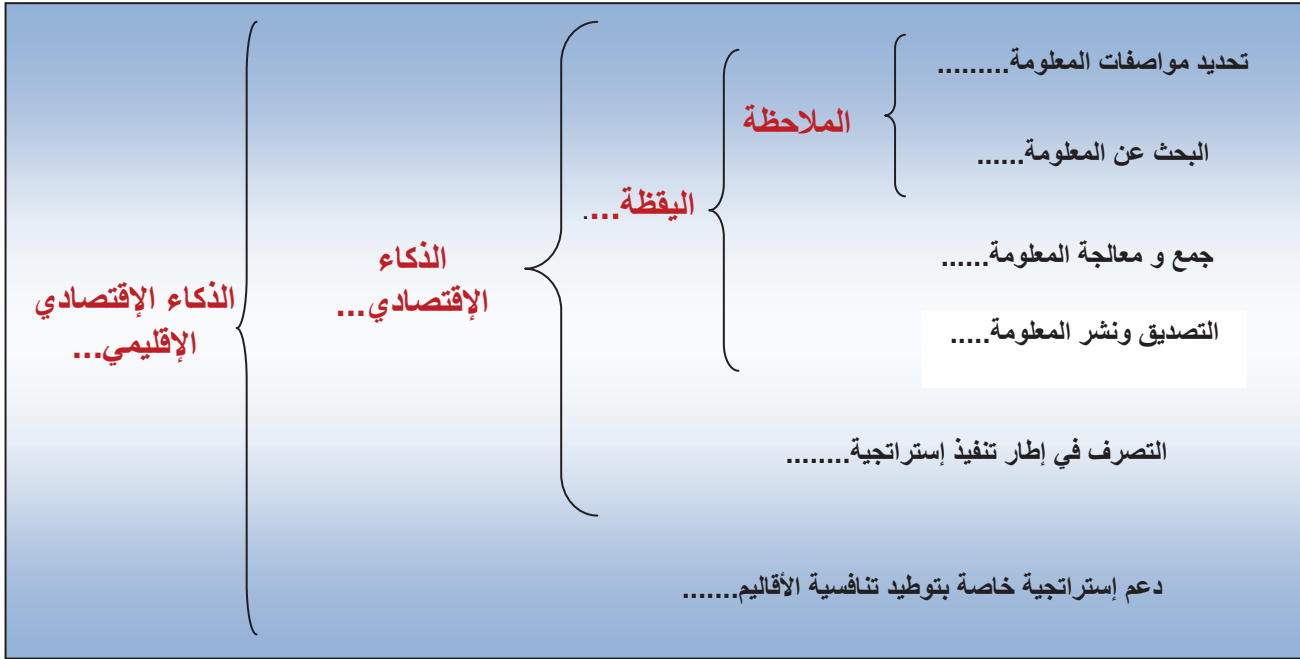 تحديد مواصفات المعلومة.........
الملاحظة
البحث عن المعلومة......
اليقظة....
جمع و معالجة المعلومة......
الذكاء
الإقتصادي...
الذكاء الإقتصادي
الإقليمي...
التصديق ونشر المعلومة.....
التصرف في إطار تنفيذ إستراتجية........
دعم إستراتجية خاصة بتوطيد تنافسية الأقاليم.......